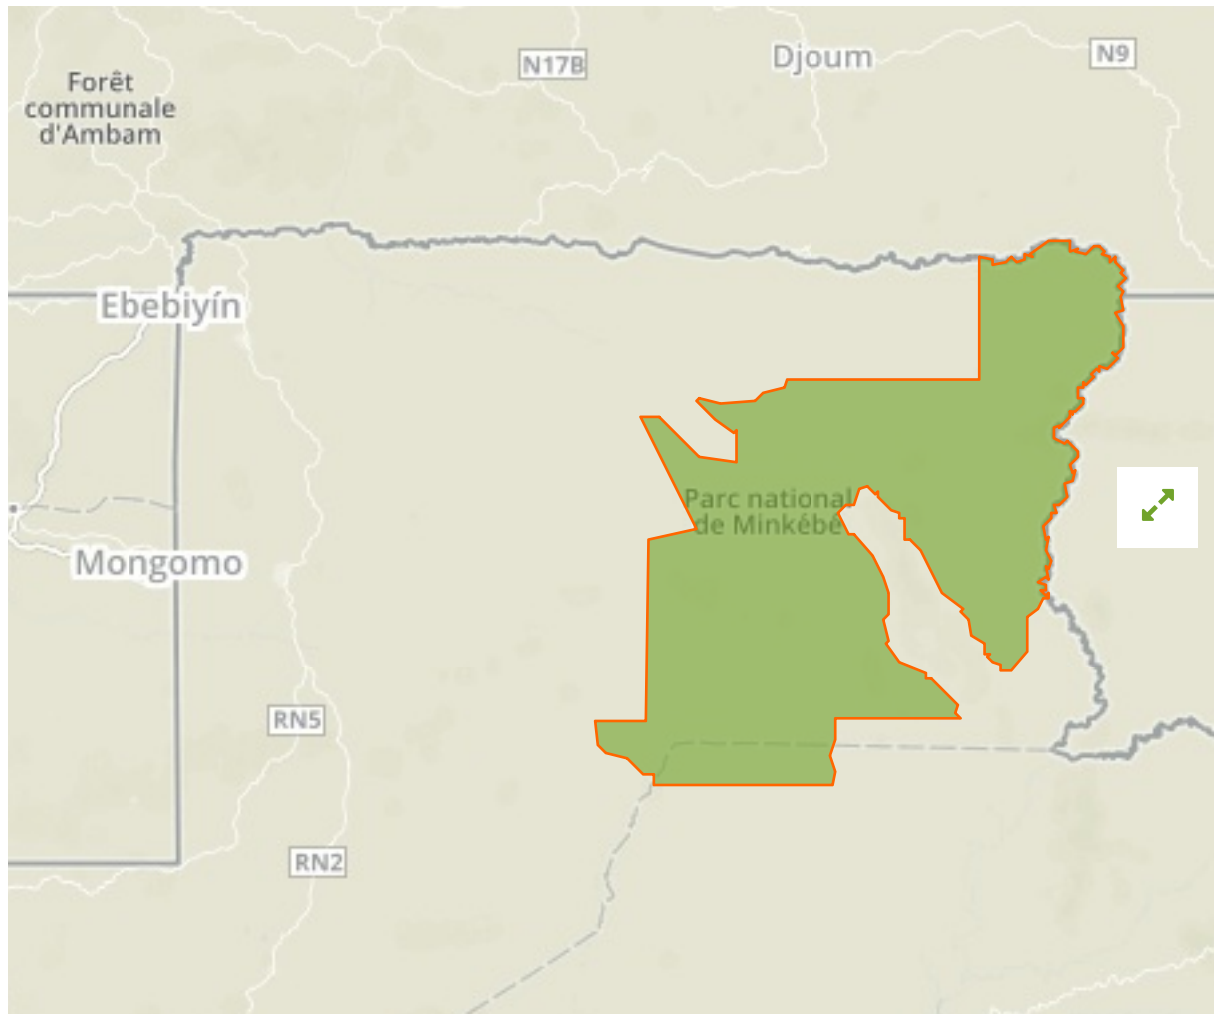 Djoum
N17B
N9
Forêt
communale
d'Ambam
Ebebiyín
Parc national
de Minkébé
Mongomo
RN5
RN2